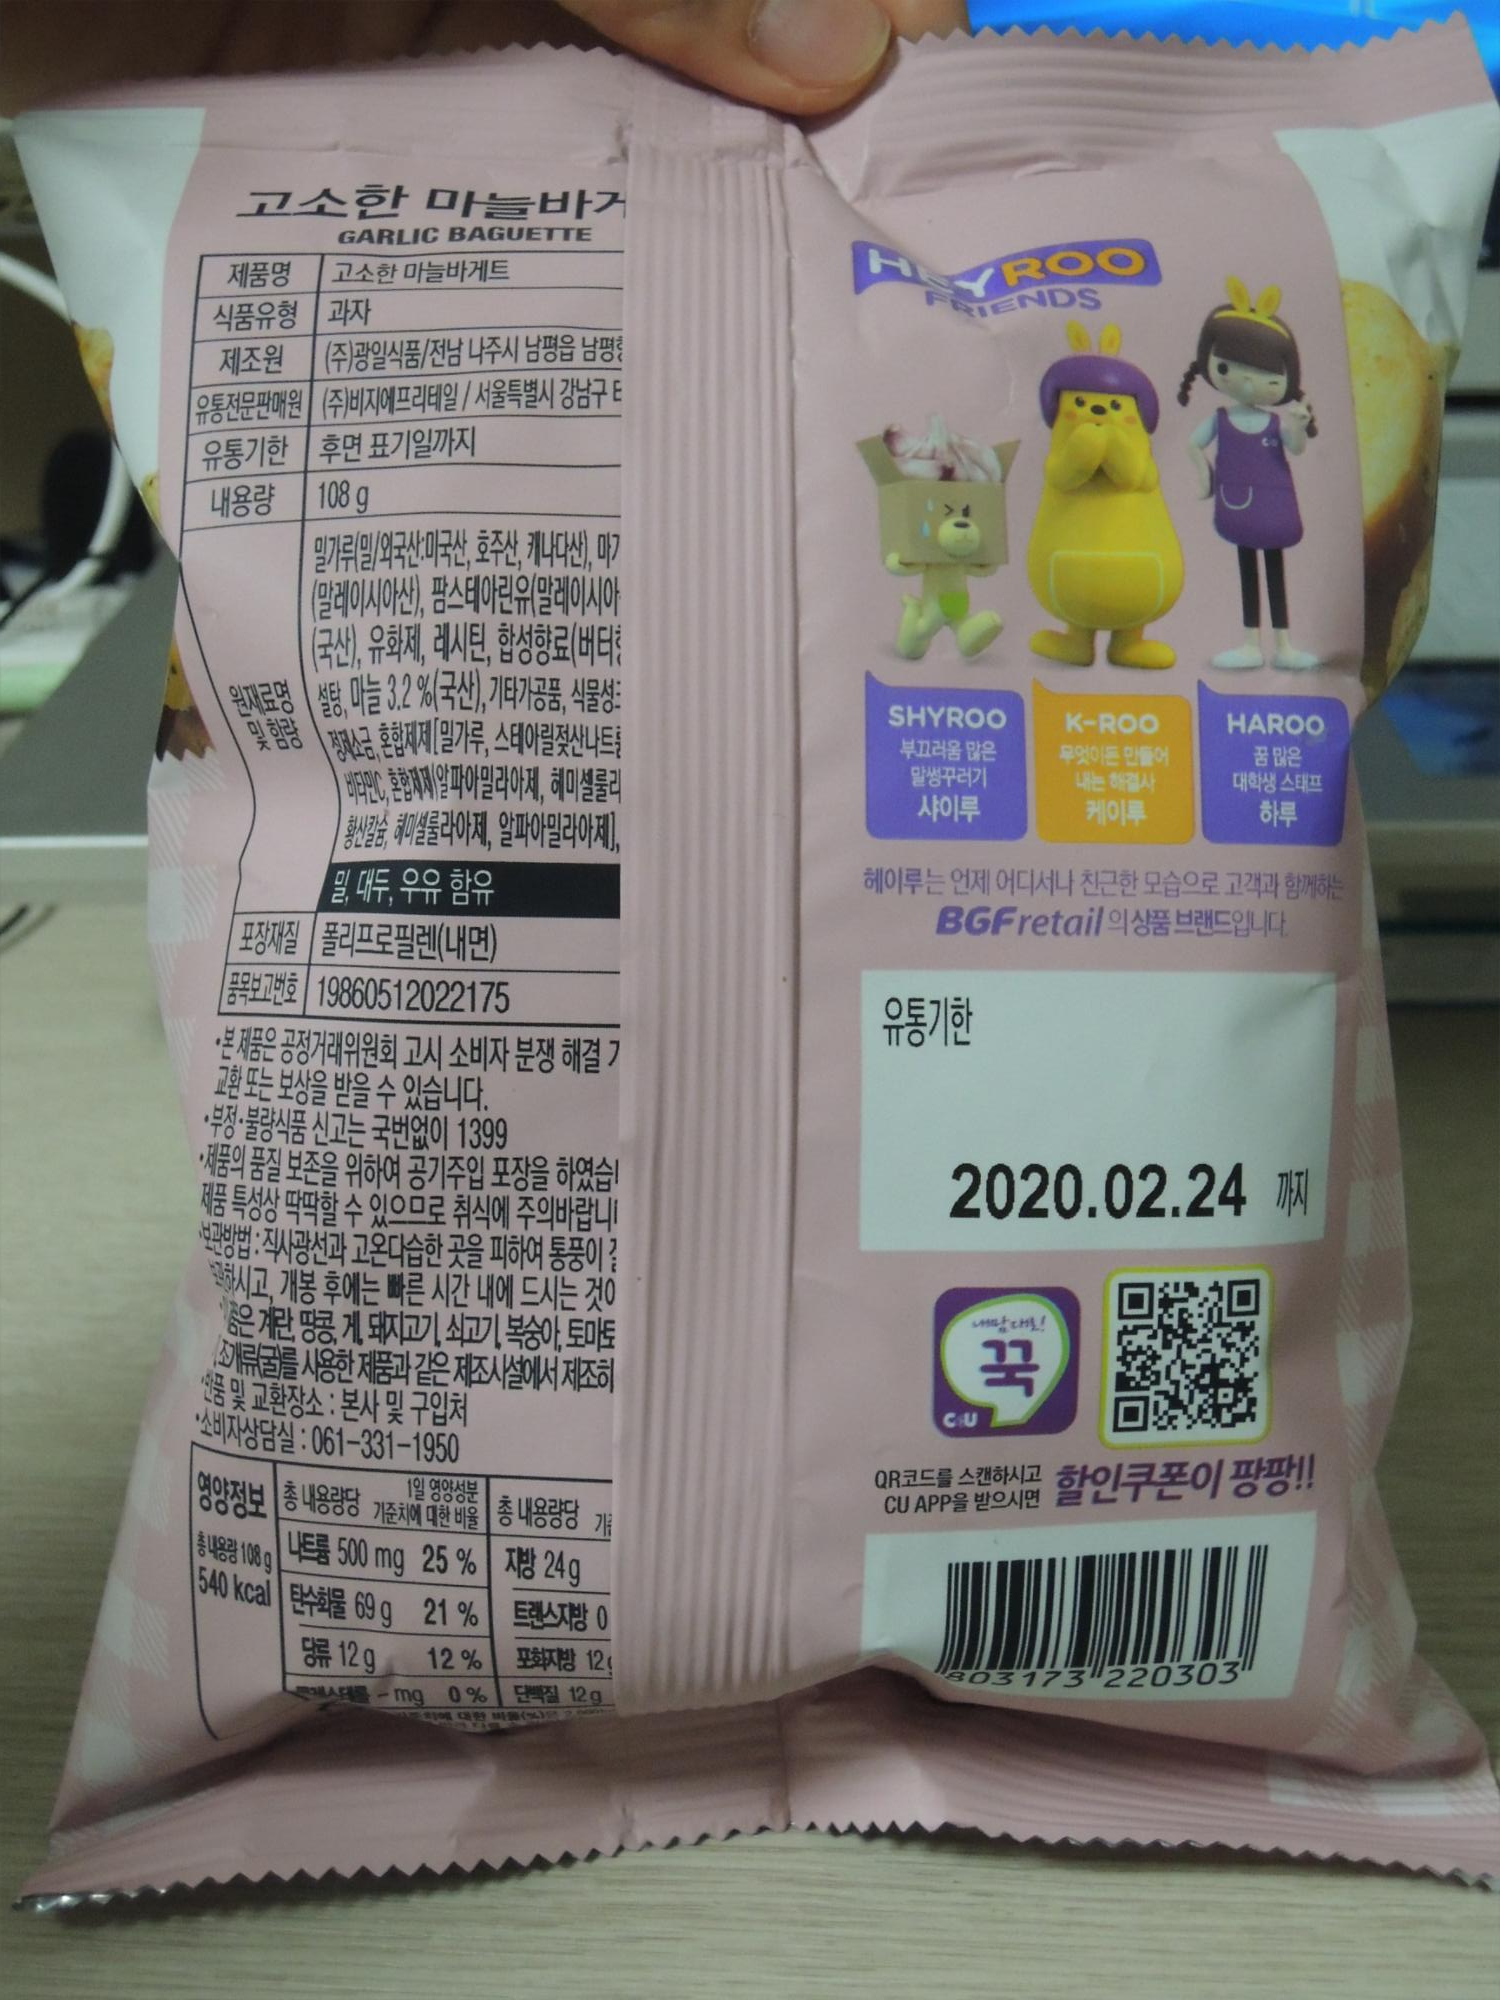 고소한 마늘바게
GARLIC BAGUETTE
제품명 고소한 마늘바게트
식품유형 과자
제조원 (주)광일식품/전남 나주시 남평읍 남평
유통전문판매원 (주)비지에프리테일 / 서울특별시 강남구
유통기한 후면 표기일까지
내용량 108 g
원재료명
및 함량
밀가루(밀/외국산:미국산, 호주산, 캐나다산), 마가
(말레이시아산), 팜스테아린유(말레이시아
(국산), 유화제, 레시틴, 합성향료(버터향
설탕, 마늘 3.2 %(국산), 기타가공품, 식물성
정제소금, 혼합제제[밀가루, 스테아릴젖산나트륨
비타민C, 혼합제제(알파아밀라아제, 헤미셀룰라
황산칼슘, 헤미셀룰라아제, 알파아밀라아제],
밀, 대두, 우유 함유
포장재질 폴리프로필렌(내면)
품목보고번호 19860512022175
•본 제품은 공정거래위원회 고시 소비자 분쟁 해결 기
교환 또는 보상을 받을 수 있습니다.
•부정•불량식품 신고는 국번없이 1399
•제품의 품질 보존을 위하여 공기주입 포장을 하였습니
제품 특성상 딱딱할 수 있으므로 취식에 주의바랍니
•보관방법 : 직사광선과 고온다습한 곳을 피하여 통풍이 잘
보관하시고, 개봉 후에는 빠른 시간 내에 드시는 것이
은 계란, 땅콩, 게, 돼지고기, 쇠고기, 복숭아, 토마토
조개류(굴)를 사용한 제품과 같은 제조시설에서 제조하
•반품 및 교환장소 : 본사 및 구입처
•소비자상담실 : 061-331-1950
영양정보
총 내용량 108 g
540 kcal
총 내용량당 1일 영양성분 기준치에 대한 비율 총 내용량당
나트륨 500 mg 25 % 지방 24 g
탄수화물 69 g 21 % 트랜스지방 0
당류 12 g 12 % 포화지방 12
콜레스테롤 - mg 0 % 단백질 12 g
HEYROO
FRIENDS
SHYROO
부끄러움 많은
말썽꾸러기
샤이루
K-ROO
무엇이든 만들어
내는 해결사
케이루
HAROO
꿈 많은
대학생 스태프
하루
헤이루는 언제 어디서나 친근한 모습으로 고객과 함께하는
BGFretail의 상품 브랜드입니다.
유통기한
2020.02.24 까지
내맘대로!
꾹
CU
QR코드를 스캔하시고
CU APP을 받으시면
할인쿠폰이 팡팡!!
803173 220303